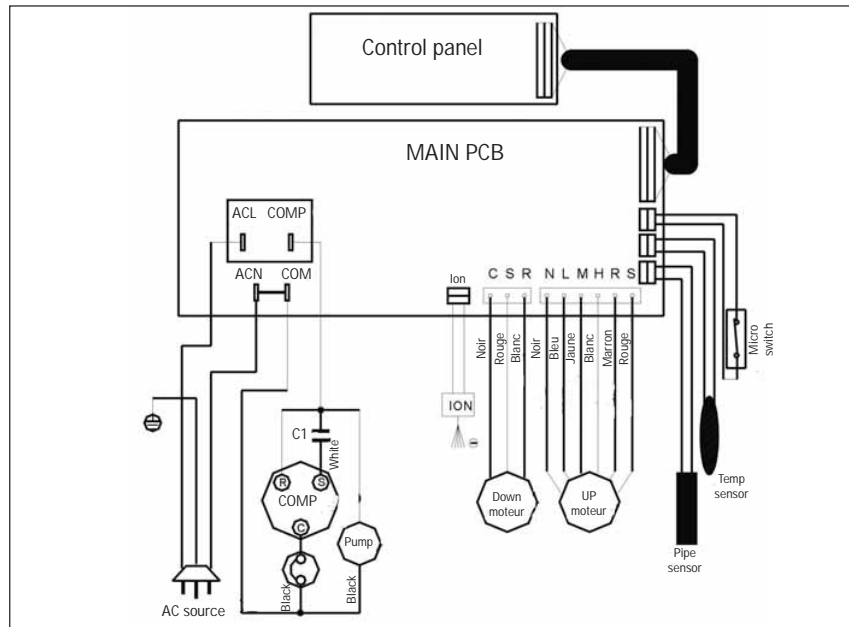 Control panel
MAIN PCB
ACL COMP
ACN COM
Ion
C S R N L M H R S
Noir
Rouge
Blanc
Noir
Bleu
Jaune
Blanc
Marron
Rouge
Micro
switch
ION
C1
White
R
S
COMP
C
Pump
Down
moteur
UP
moteur
Temp
sensor
Pipe
sensor
Black
Black
AC source